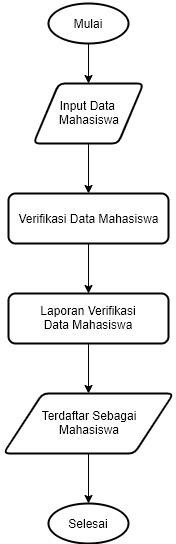 Mulai
Input Data
Mahasiswa
Verifikasi Data Mahasiswa
Laporan Verifikasi
Data Mahasiswa
Terdaftar Sebagai
Mahasiswa
Selesai